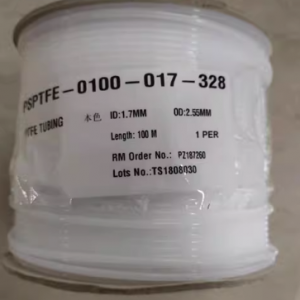 PSPTFE-0100-017-328
PTFE TUBING 本色 ID:1.7MM OD:2.55MM
Length: 100 M 1 PER
RM Order No.: PZ187260
Lots No.:TS1808030